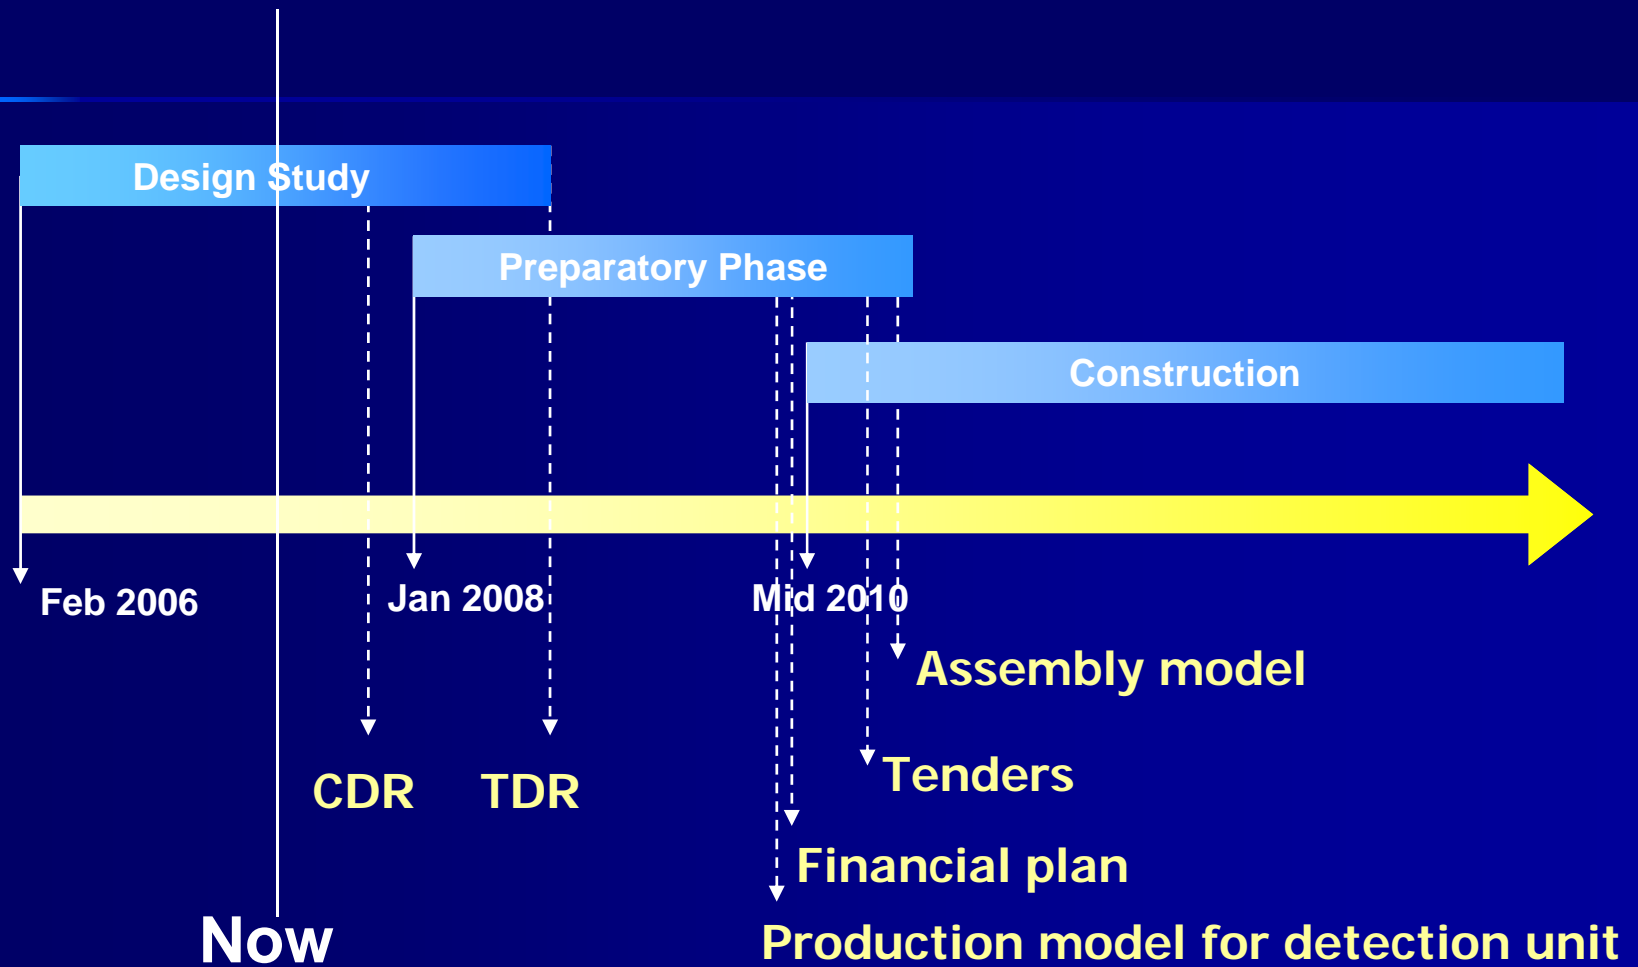 Design Study
Preparatory Phase
Construction
Feb 2006
Jan 2008
Mid 2010
Assembly model
Tenders
CDR
TDR
Financial plan
Now
Production model for detection unit